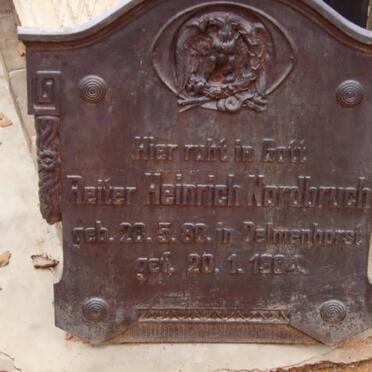 Hier ruht in Gott
Reiter Heinrich Nordbruch
geb. 28. 5. 80. in Delmenhorst
gef. 20. 1. 1904.